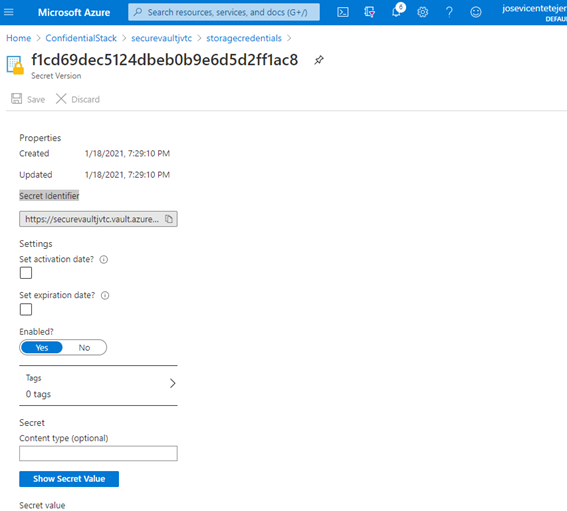 Microsoft Azure
Search resources, services, and docs (G+/)
6
?
josevicentetejer
DEFAUL
Home > ConfidentialStack > securevaultjvtc > storagecredentials >
f1cd69dec5124dbeb0b9e6d5d2ff1ac8
Secret Version
Save Discard
Properties
Created 1/18/2021, 7:29:10 PM
Updated 1/18/2021, 7:29:10 PM
Secret Identifier
https://securevaultjvtc.vault.azure...
Settings
Set activation date?
Set expiration date?
Enabled?
Yes No
Tags
0 tags
Secret
Content type (optional)
Show Secret Value
Secret value